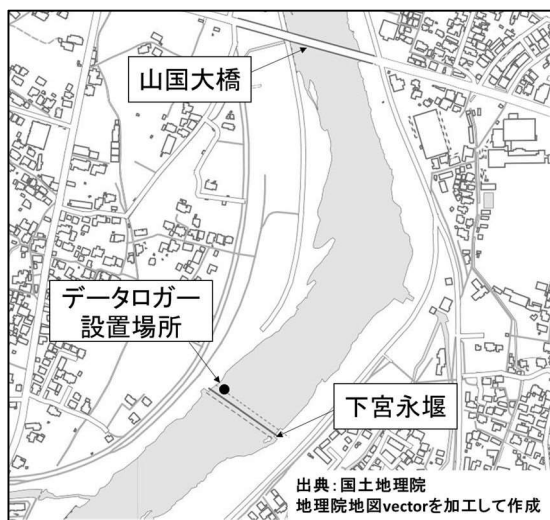 山国大橋
データロガー
設置場所
下宮永堰
出典：国土地理院
地理院地図vectorを加工して作成